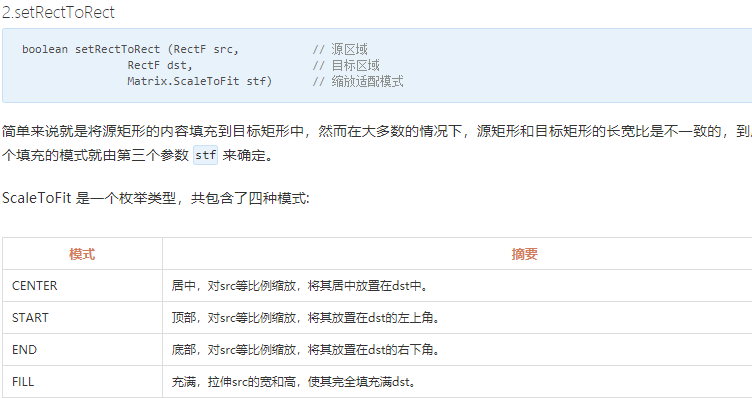 2.setRectToRect
boolean setRectToRect (RectF src, // 源区域
RectF dst, // 目标区域
Matrix.ScaleToFit stf) // 缩放适配模式
简单来说就是将源矩形的内容填充到目标矩形中，然而在大多数的情况下，源矩形和目标矩形的长宽比是不一致的，到
个填充的模式就由第三个参数 stf 来确定。
ScaleToFit 是一个枚举类型，共包含了四种模式:
模式 摘要
CENTER 居中，对src等比例缩放，将其居中放置在dst中。
START 顶部，对src等比例缩放，将其放置在dst的左上角。
END 底部，对src等比例缩放，将其放置在dst的右下角。
FILL 充满，拉伸src的宽和高，使其完全填充满dst。